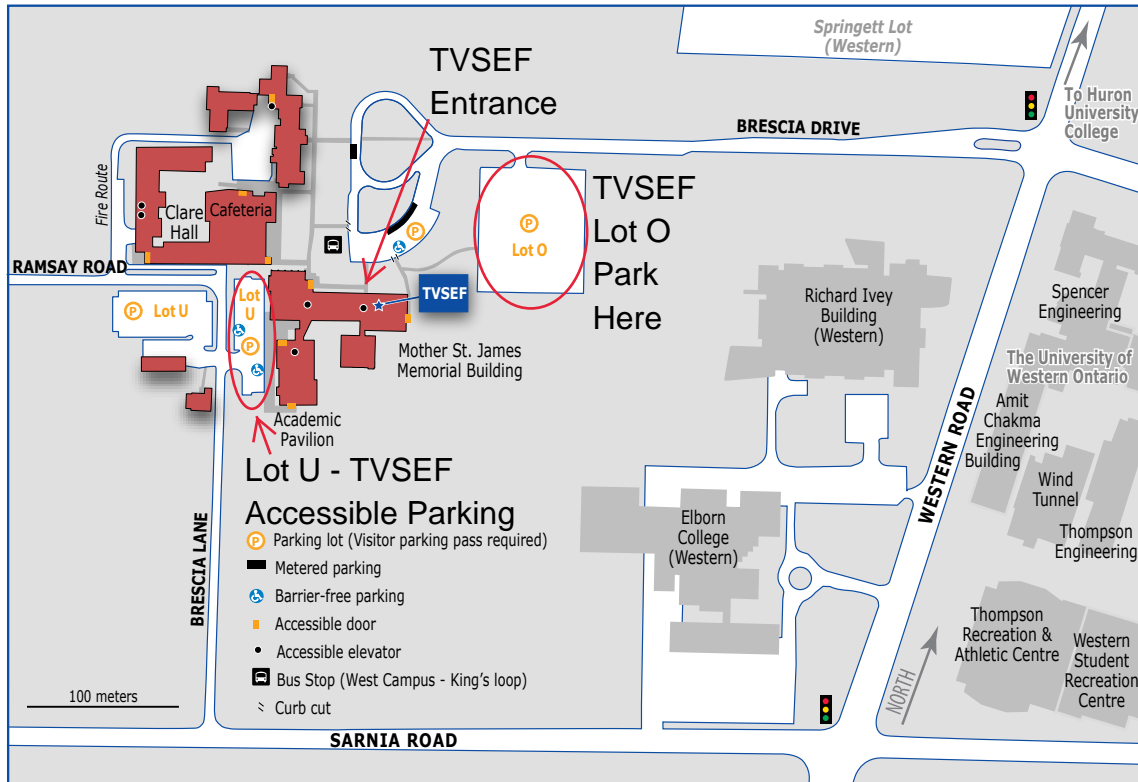 Springett Lot
(Western)
TVSEF
Entrance
To Huron
University
College
BRESCIA DRIVE
Fire Route
Clare
Hall
Cafeteria
TVSEF
Lot O
Park
Here
P
Lot O
P
RAMSAY ROAD
P Lot U
Lot
U
P
TVSEF
Mother St. James
Memorial Building
Academic
Pavilion
Richard Ivey
Building
(Western)
Spencer
Engineering
The University of
Western Ontario
Amit
Chakma
Engineering
Building
Wind
Tunnel
Thompson
Engineering
WESTERN ROAD
Lot U - TVSEF
Accessible Parking
P Parking lot (Visitor parking pass required)
Metered parking
Barrier-free parking
Accessible door
Accessible elevator
Bus Stop (West Campus - King's loop)
Curb cut
BRESCIA LANE
100 meters
Elborn
College
(Western)
Thompson
Recreation &
Athletic Centre
Western
Student
Recreation
Centre
NORTH
SARNIA ROAD